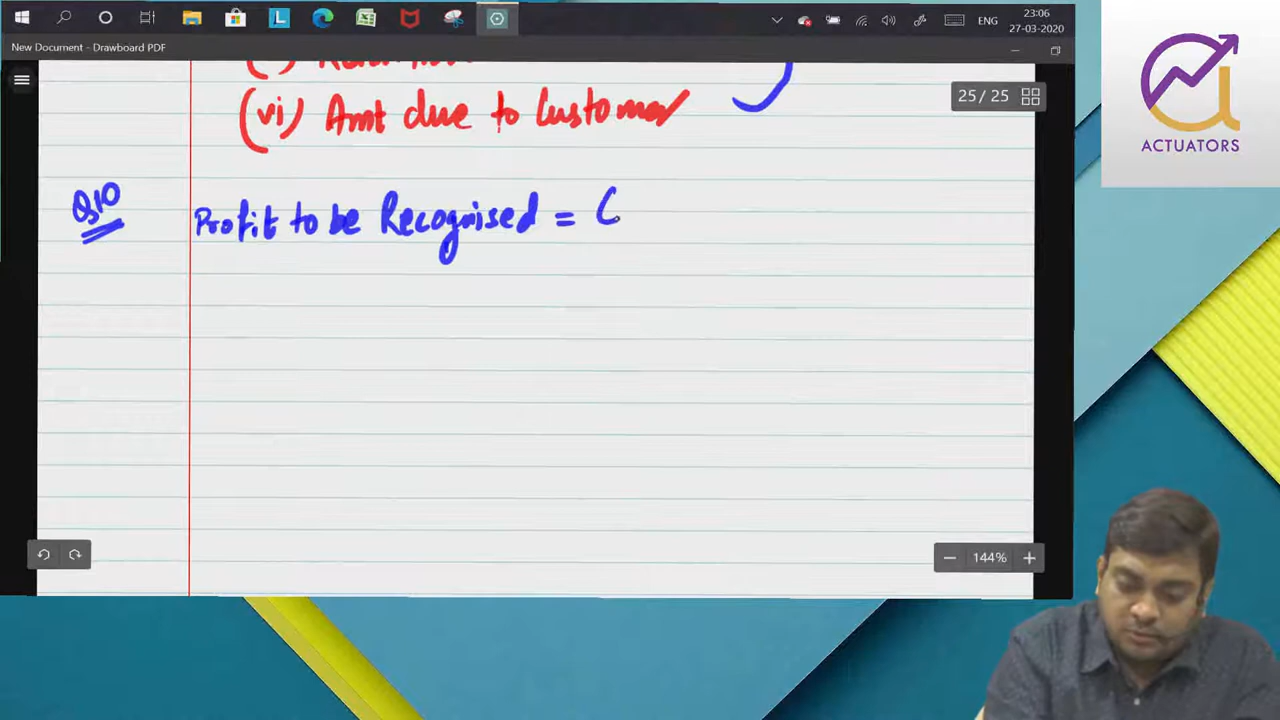 23:06
ENG
27-03-2020
New Document - Drawboard PDF
25 / 25
(vi) Amt due to Customer
ACTUATORS
Q10
Profit to be Recognised = C
144%